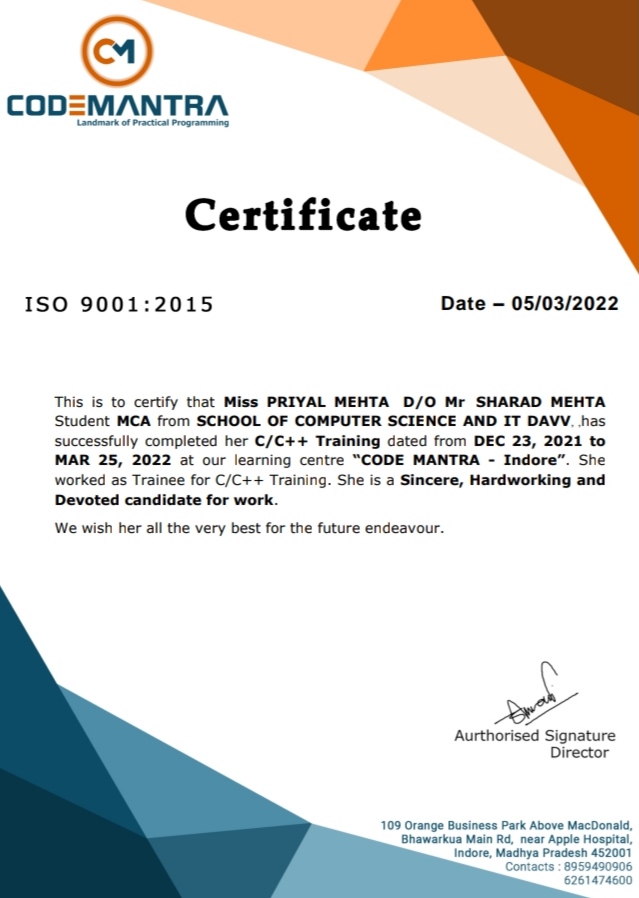 CM
CODEMANTRA
Landmark of Practical Programming
Certificate
ISO 9001:2015
Date – 05/03/2022
This is to certify that Miss PRIYAL MEHTA D/O Mr SHARAD MEHTA
Student MCA from SCHOOL OF COMPUTER SCIENCE AND IT DAVV, ,has
successfully completed her C/C++ Training dated from DEC 23, 2021 to
MAR 25, 2022 at our learning centre “CODE MANTRA - Indore”. She
worked as Trainee for C/C++ Training. She is a Sincere, Hardworking and
Devoted candidate for work.
We wish her all the very best for the future endeavour.
Aurthorised Signature
Director
109 Orange Business Park Above MacDonald,
Bhawarkua Main Rd, near Apple Hospital,
Indore, Madhya Pradesh 452001
Contacts : 8959490906
6261474600